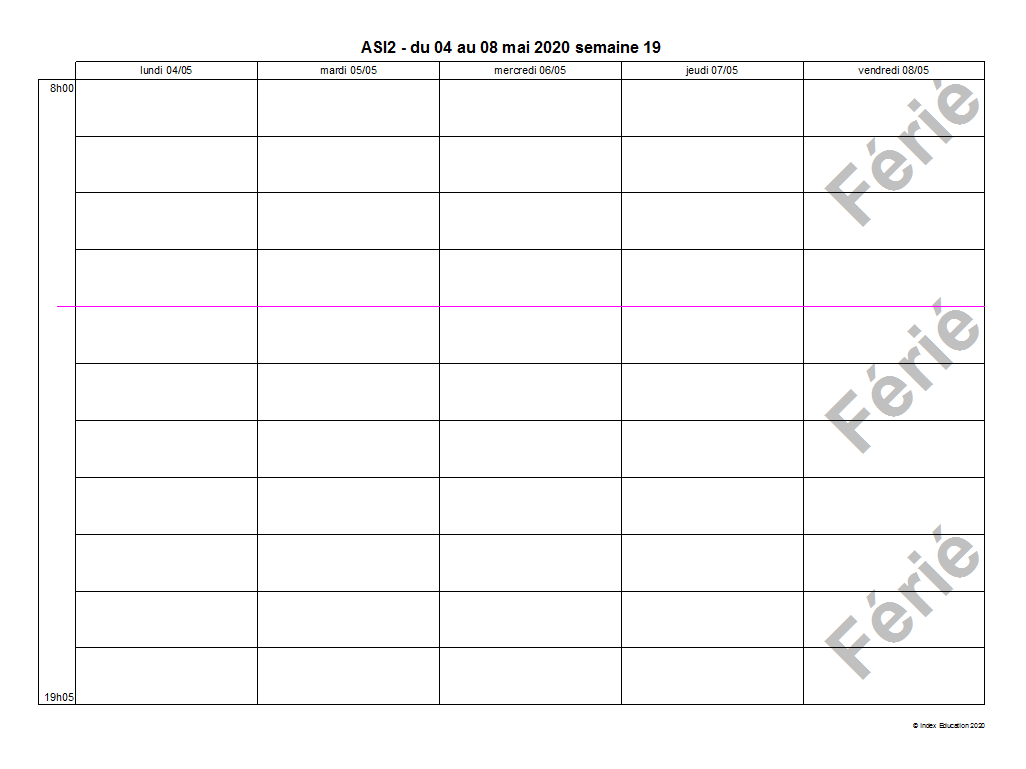 ASI2 - du 04 au 08 mai 2020 semaine 19
lundi 04/05 mardi 05/05 mercredi 06/05 jeudi 07/05 vendredi 08/05
8h00
Férié
Férié
Férié
19h05
© Index Education 2020